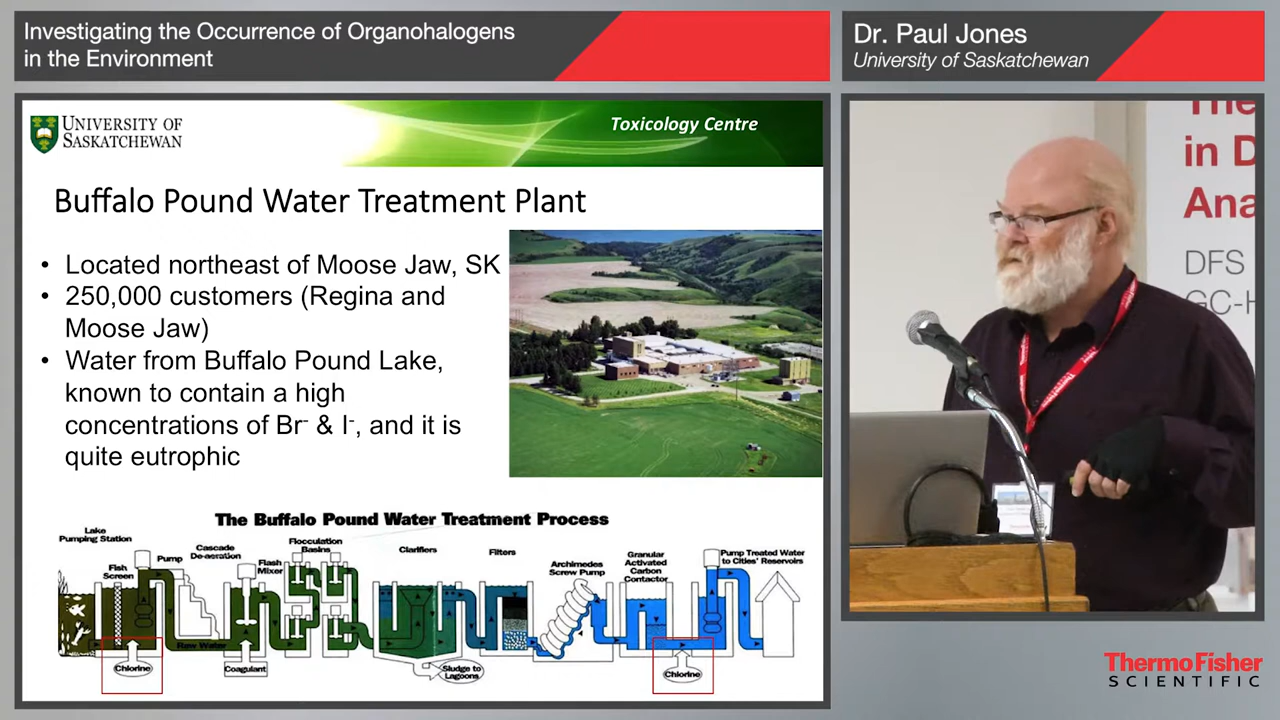 Investigating the Occurrence of Organohalogens
in the Environment
Dr. Paul Jones
University of Saskatchewan
UNIVERSITY OF
SASKATCHEWAN
Toxicology Centre
Buffalo Pound Water Treatment Plant
• Located northeast of Moose Jaw, SK
• 250,000 customers (Regina and
Moose Jaw)
• Water from Buffalo Pound Lake,
known to contain a high
concentrations of Br- & I-, and it is
quite eutrophic
The Buffalo Pound Water Treatment Process
Lake
Pumping Station
Fish
Screen
Pump
Cascade
De-aeration
Flash
Mixer
Flocculation
Basins
Clarifiers
Filters
Archimedes
Screw Pump
Granular
Activated
Carbon
Contactor
Pump Treated Water
to Cities' Reservoirs
Raw Water
Chlorine
Coagulant
Sludge to
Lagoons
Chlorine
in D
Ana
DFS
GC-H
ThermoFisher
SCIENTIFIC